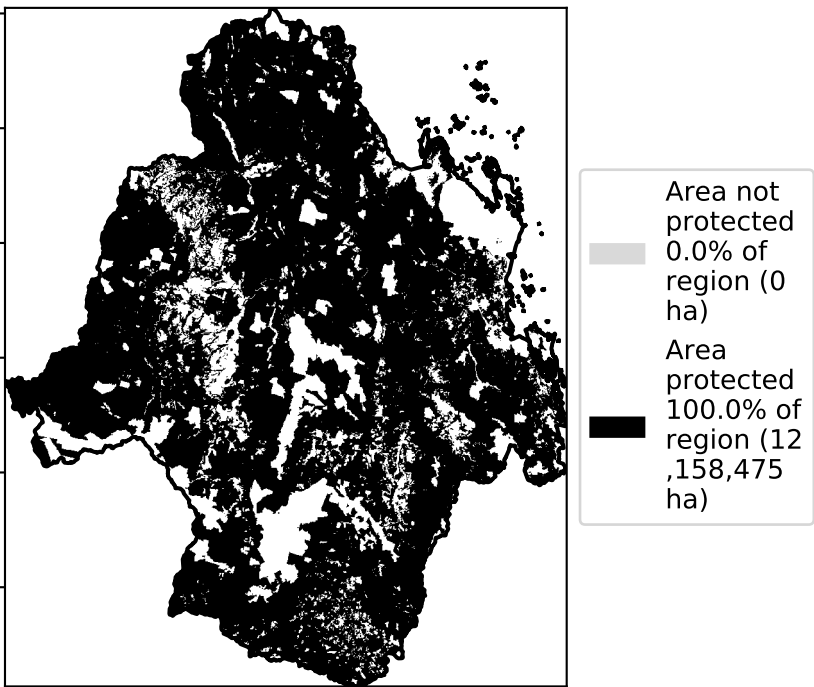 Area not
protected
0.0% of
region (0
ha)
Area
protected
100.0% of
region (12
,158,475
ha)